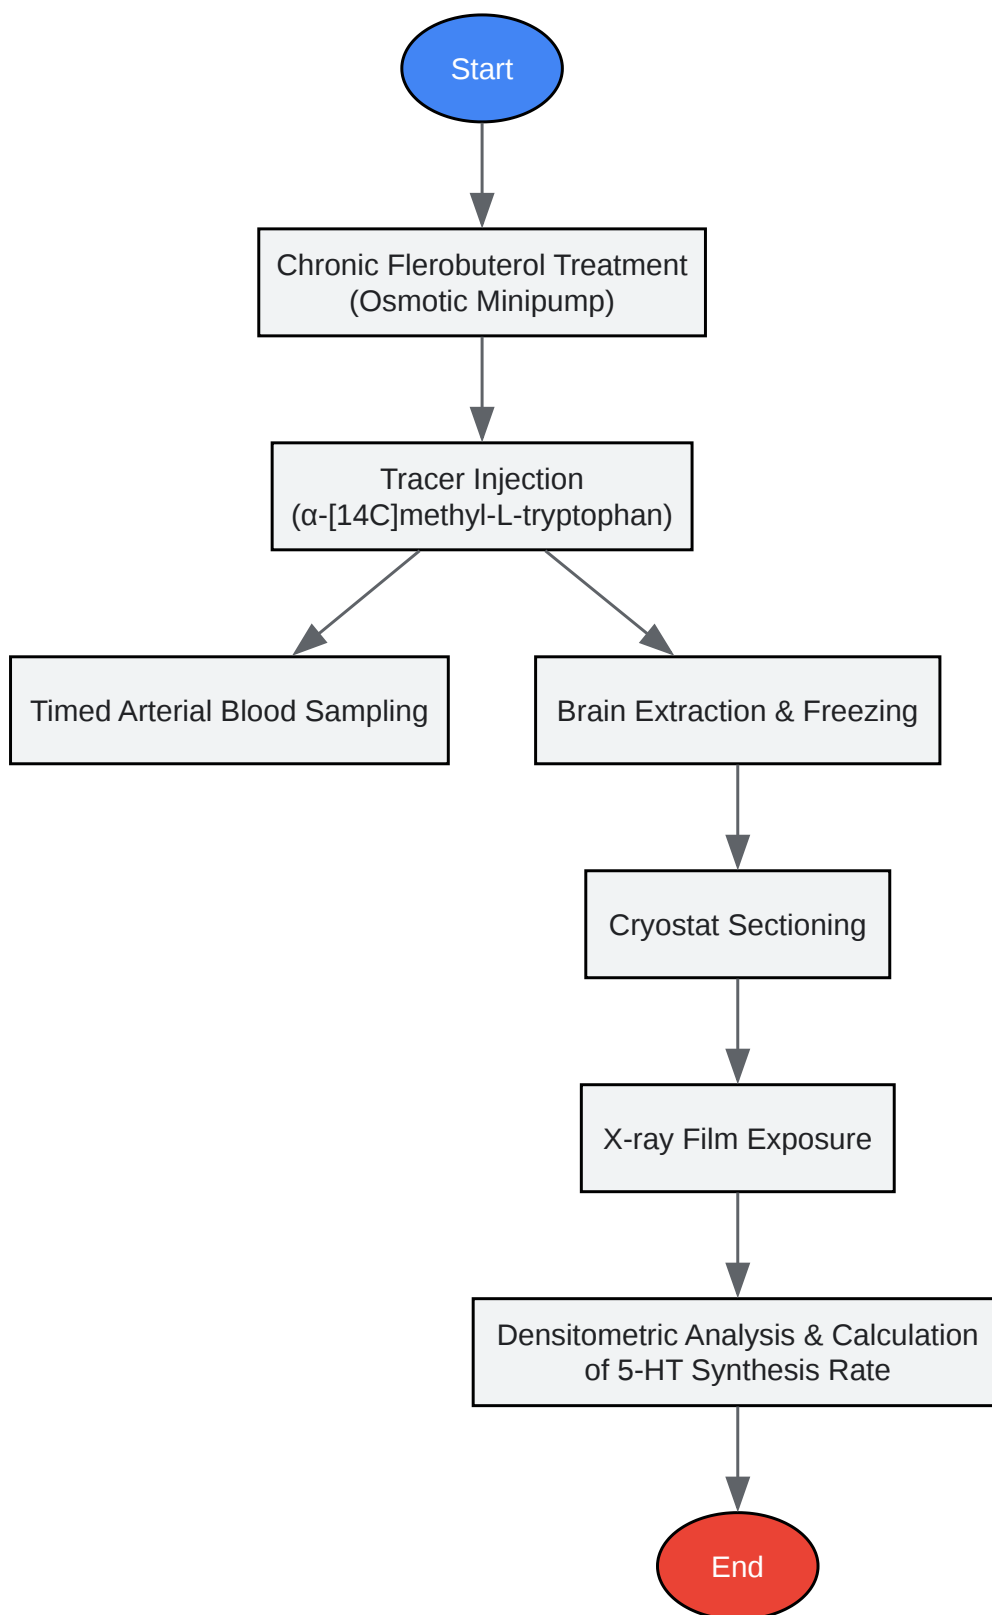 Start
Chronic Flerobuterol Treatment
(Osmotic Minipump)
Tracer Injection
(α-[14C]methyl-L-tryptophan)
Timed Arterial Blood Sampling
Brain Extraction & Freezing
Cryostat Sectioning
X-ray Film Exposure
Densitometric Analysis & Calculation
of 5-HT Synthesis Rate
End